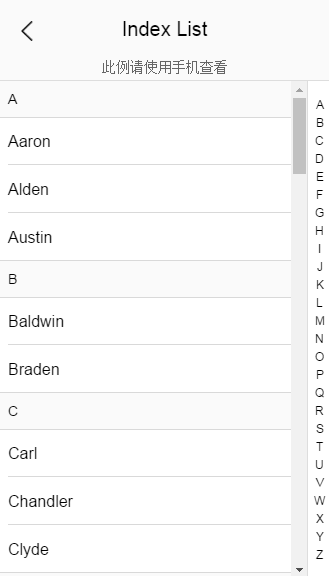 Index List
此例请使用手机查看
A
Aaron
Alden
Austin
B
Baldwin
Braden
C
Carl
Chandler
Clyde
A
B
C
D
E
F
G
H
I
J
K
L
M
N
O
P
Q
R
S
T
U
V
W
X
Y
Z